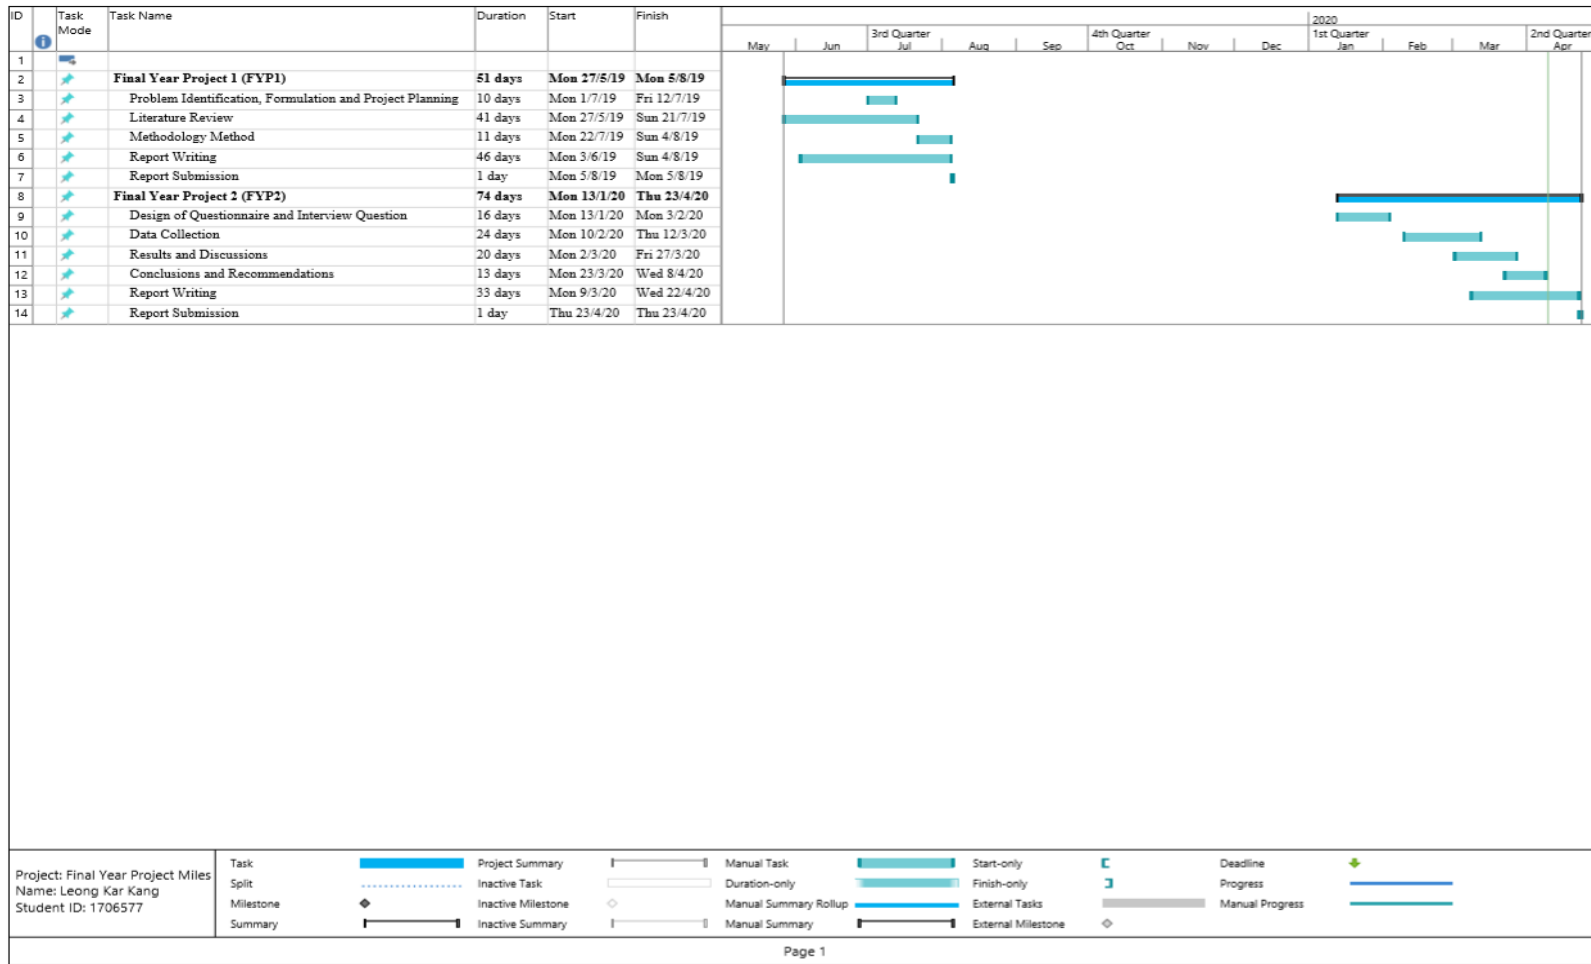 ID Task Mode Task Name Duration Start Finish
2020
3rd Quarter 4th Quarter 1st Quarter 2nd Quarter
May Jun Jul Aug Sep Oct Nov Dec Jan Feb Mar Apr
1
2 Final Year Project 1 (FYP1) 51 days Mon 27/5/19 Mon 5/8/19
3 Problem Identification, Formulation and Project Planning 10 days Mon 1/7/19 Fri 12/7/19
4 Literature Review 41 days Mon 27/5/19 Sun 21/7/19
5 Methodology Method 11 days Mon 22/7/19 Sun 4/8/19
6 Report Writing 46 days Mon 3/6/19 Sun 4/8/19
7 Report Submission 1 day Mon 5/8/19 Mon 5/8/19
8 Final Year Project 2 (FYP2) 74 days Mon 13/1/20 Thu 23/4/20
9 Design of Questionnaire and Interview Question 16 days Mon 13/1/20 Mon 3/2/20
10 Data Collection 24 days Mon 10/2/20 Thu 12/3/20
11 Results and Discussions 20 days Mon 2/3/20 Fri 27/3/20
12 Conclusions and Recommendations 13 days Mon 23/3/20 Wed 8/4/20
13 Report Writing 33 days Mon 9/3/20 Wed 22/4/20
14 Report Submission 1 day Thu 23/4/20 Thu 23/4/20
Project: Final Year Project Miles
Name: Leong Kar Kang
Student ID: 1706577
Task Project Summary Manual Task Start-only Deadline
Split Inactive Task Duration-only Finish-only Progress
Milestone Inactive Milestone Manual Summary Rollup External Tasks Manual Progress
Summary Inactive Summary Manual Summary External Milestone
Page 1